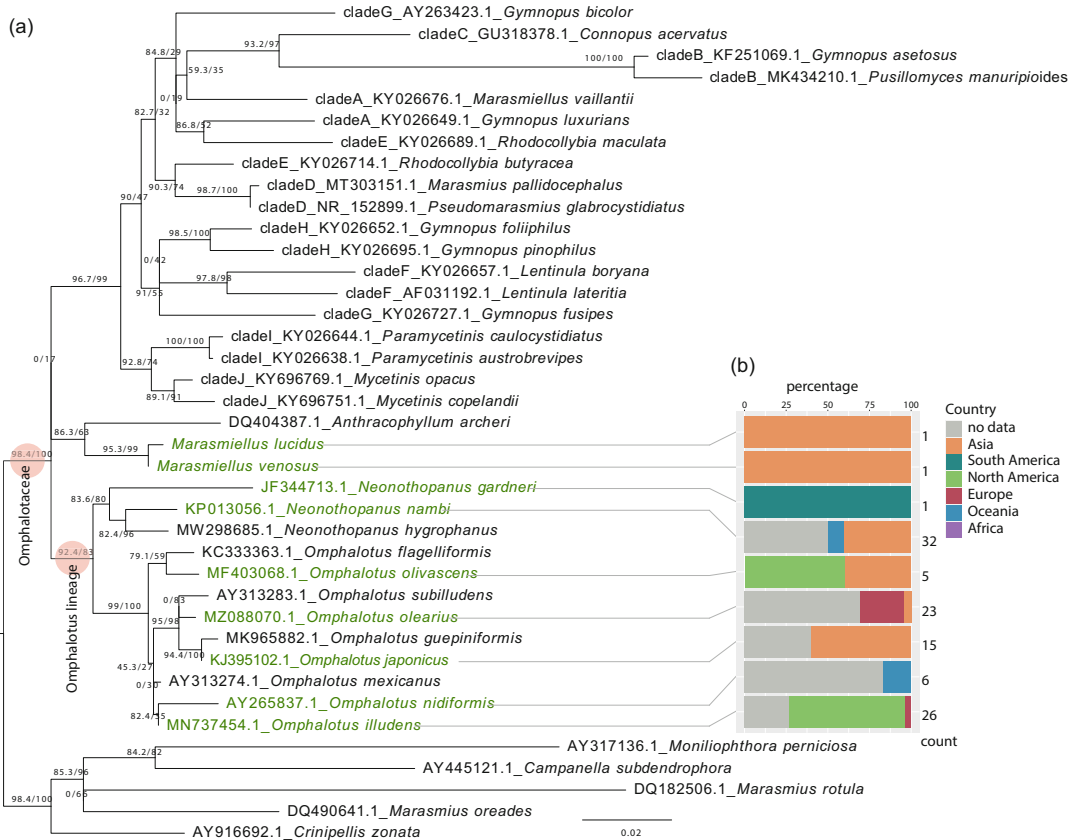 (a)
cladeG_AY263423.1_Gymnopus bicolor
84.8/29
93.2/97
cladeC_GU318378.1_Connopus acervatus
100/100
cladeB_KF251069.1_Gymnopus asetosus
59.3/35
cladeB_MK434210.1_Pusillomyces manuripioides
0/19
cladeA_KY026676.1_Marasmiellus vaillantii
82.7/32
cladeA_KY026649.1_Gymnopus luxurians
86.8/52
cladeE_KY026689.1_Rhodocollybia maculata
cladeE_KY026714.1_Rhodocollybia butyracea
90.3/74
98.7/100
cladeD_MT303151.1_Marasmius pallidocephalus
90/47
cladeD_NR_152899.1_Pseudomarasmius glabrocystidiatus
98.5/100
cladeH_KY026652.1_Gymnopus foliiphilus
cladeH_KY026695.1_Gymnopus pinophilus
0/42
cladeF_KY026657.1_Lentinula boryana
96.7/99
97.8/98
91/55
cladeF_AF031192.1_Lentinula lateritia
cladeG_KY026727.1_Gymnopus fusipes
cladeI_KY026644.1_Paramycetinis caulocystidiatus
100/100
0/17
92.8/74
cladeI_KY026638.1_Paramycetinis austrobrevipes
cladeJ_KY696769.1_Mycetinis opacus
89.1/91
cladeJ_KY696751.1_Mycetinis copelandii
DQ404387.1_Anthracophyllum archeri
86.3/63
Marasmiellus lucidus
98.4/100
95.3/99
Marasmiellus venosus
JF344713.1_Neonothopanus gardneri
83.6/80
KP013056.1_Neonothopanus nambi
82.4/96
MW298685.1_Neonothopanus hygrophanus
92.4/83
KC333363.1_Omphalotus flagelliformis
79.1/59
MF403068.1_Omphalotus olivascens
AY313283.1_Omphalotus subilludens
0/83
99/100
MZ088070.1_Omphalotus olearius
95/98
MK965882.1_Omphalotus guepiniformis
94.4/100
KJ395102.1_Omphalotus japonicus
45.3/27
AY313274.1_Omphalotus mexicanus
0/30
AY265837.1_Omphalotus nidiformis
82.4/55
MN737454.1_Omphalotus illudens
Omphalotaceae
Omphalotus lineage
84.2/82
AY317136.1_Moniliophthora perniciosa
85.3/96
AY445121.1_Campanella subdendrophora
DQ182506.1_Marasmius rotula
98.4/100
DQ490641.1_Marasmius oreades
AY916692.1_Crinipellis zonata
0.02
(b)
percentage
0 25 50 75 100
1
1
1
32
5
23
15
6
26
count
Country
no data
Asia
South America
North America
Europe
Oceania
Africa